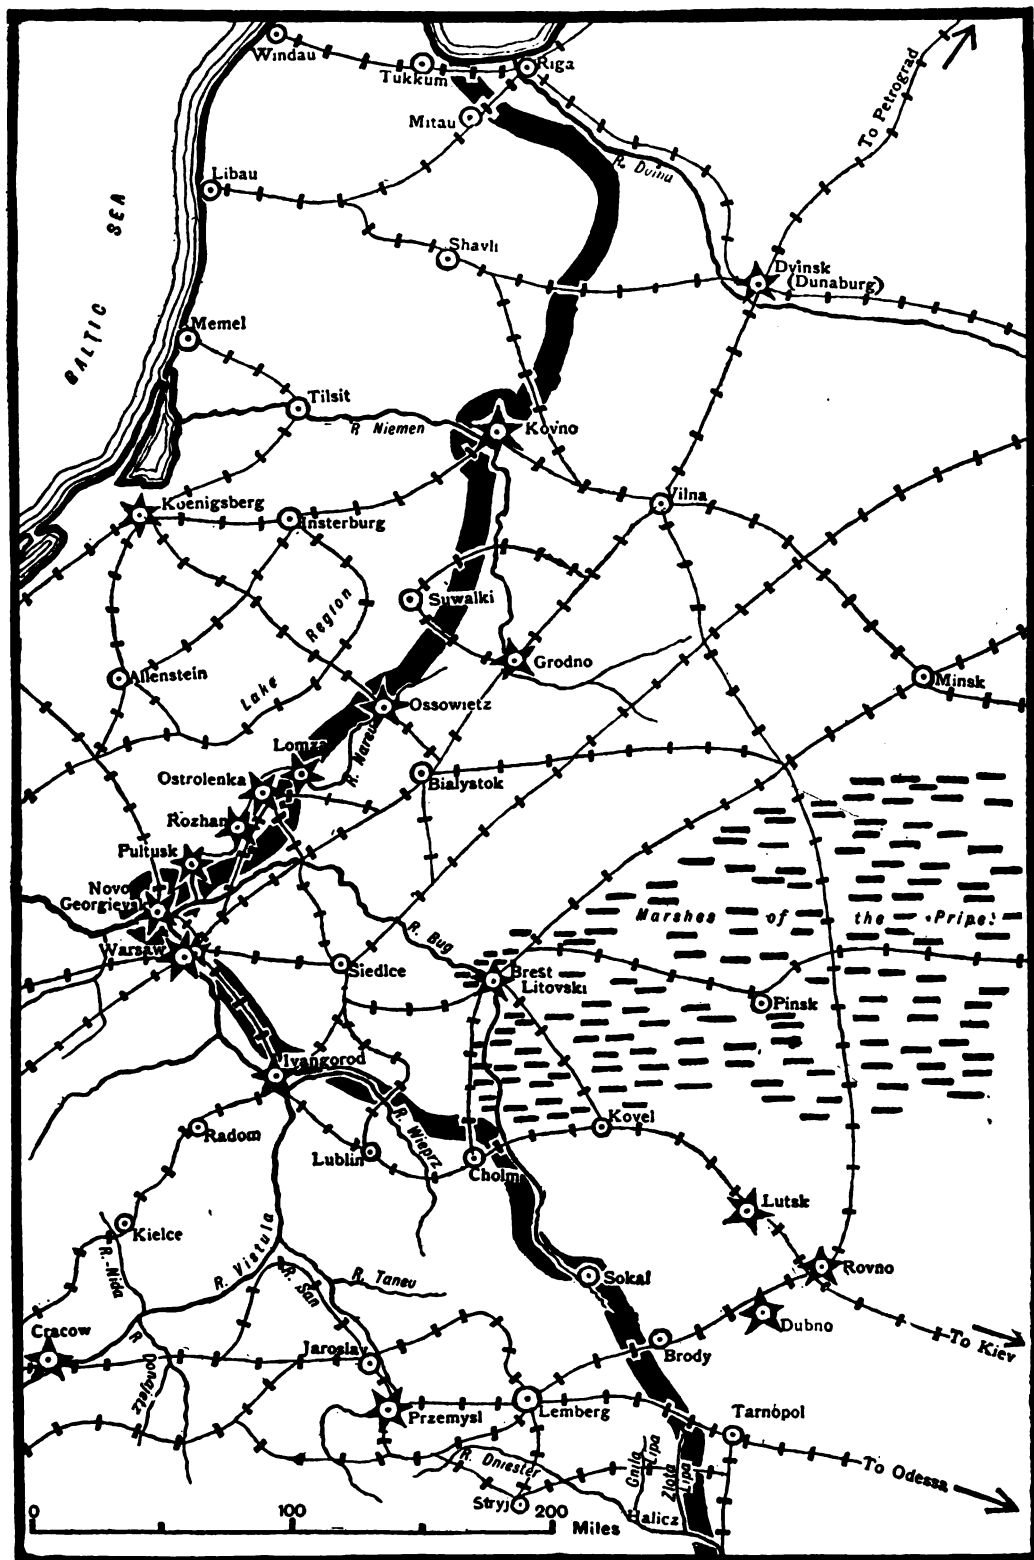 Windau
Tukkum
Riga
To Petrograd
Mitau
R. Dvina
Libau
BALTIC SEA
Shavli
Dvinsk
(Dunaburg)
Memel
Tilsit
R Niemen
Kovno
Koenigsberg
Insterburg
Vilna
Suwalki
Lake Region
Grodno
Allenstein
Minsk
Ossowietz
Lomza
R. Narew
Ostrolenka
Bialystok
Rozhan
Pultusk
Novo
Georgievsk
Marshes of the Pripet
R. Bug
Warsaw
Siedlce
Brest
Litovski
Pinsk
Ivangorod
R. Wieprz
Kovel
Radom
Lublin
Cholm
Lutsk
Kielce
R. Nida
R. Vistula
R. San
R. Taneu
Sokal
Rovno
Dubno
Cracow
R. Donajetz
Jaroslav
Brody
To Kiev
Przemysl
Lemberg
Tarnópol
R. Dniester
Gnila
Lipa
Zlota
Lipa
To Odessa
Stryj
Halicz
0 100 200
Miles